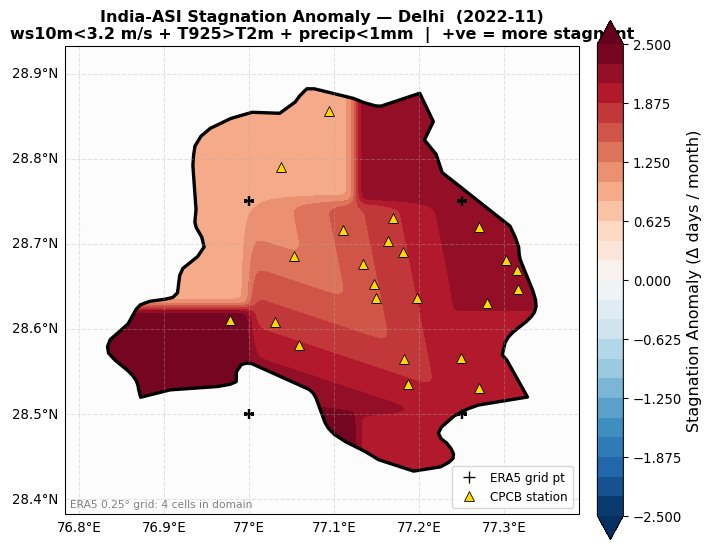 India-ASI Stagnation Anomaly — Delhi  (2022-11)
ws10m<3.2 m/s + T925>T2m + precip<1mm  |  +ve = more stagnant
28.9°N
28.8°N
28.7°N
28.6°N
28.5°N
28.4°N
ERA5 grid pt
CPCB station
ERA5 0.25° grid: 4 cells in domain
76.8°E
76.9°E
77°E
77.1°E
77.2°E
77.3°E
2.500
1.875
1.250
0.625
0.000
−0.625
−1.250
−1.875
−2.500
Stagnation Anomaly (Δ days / month)